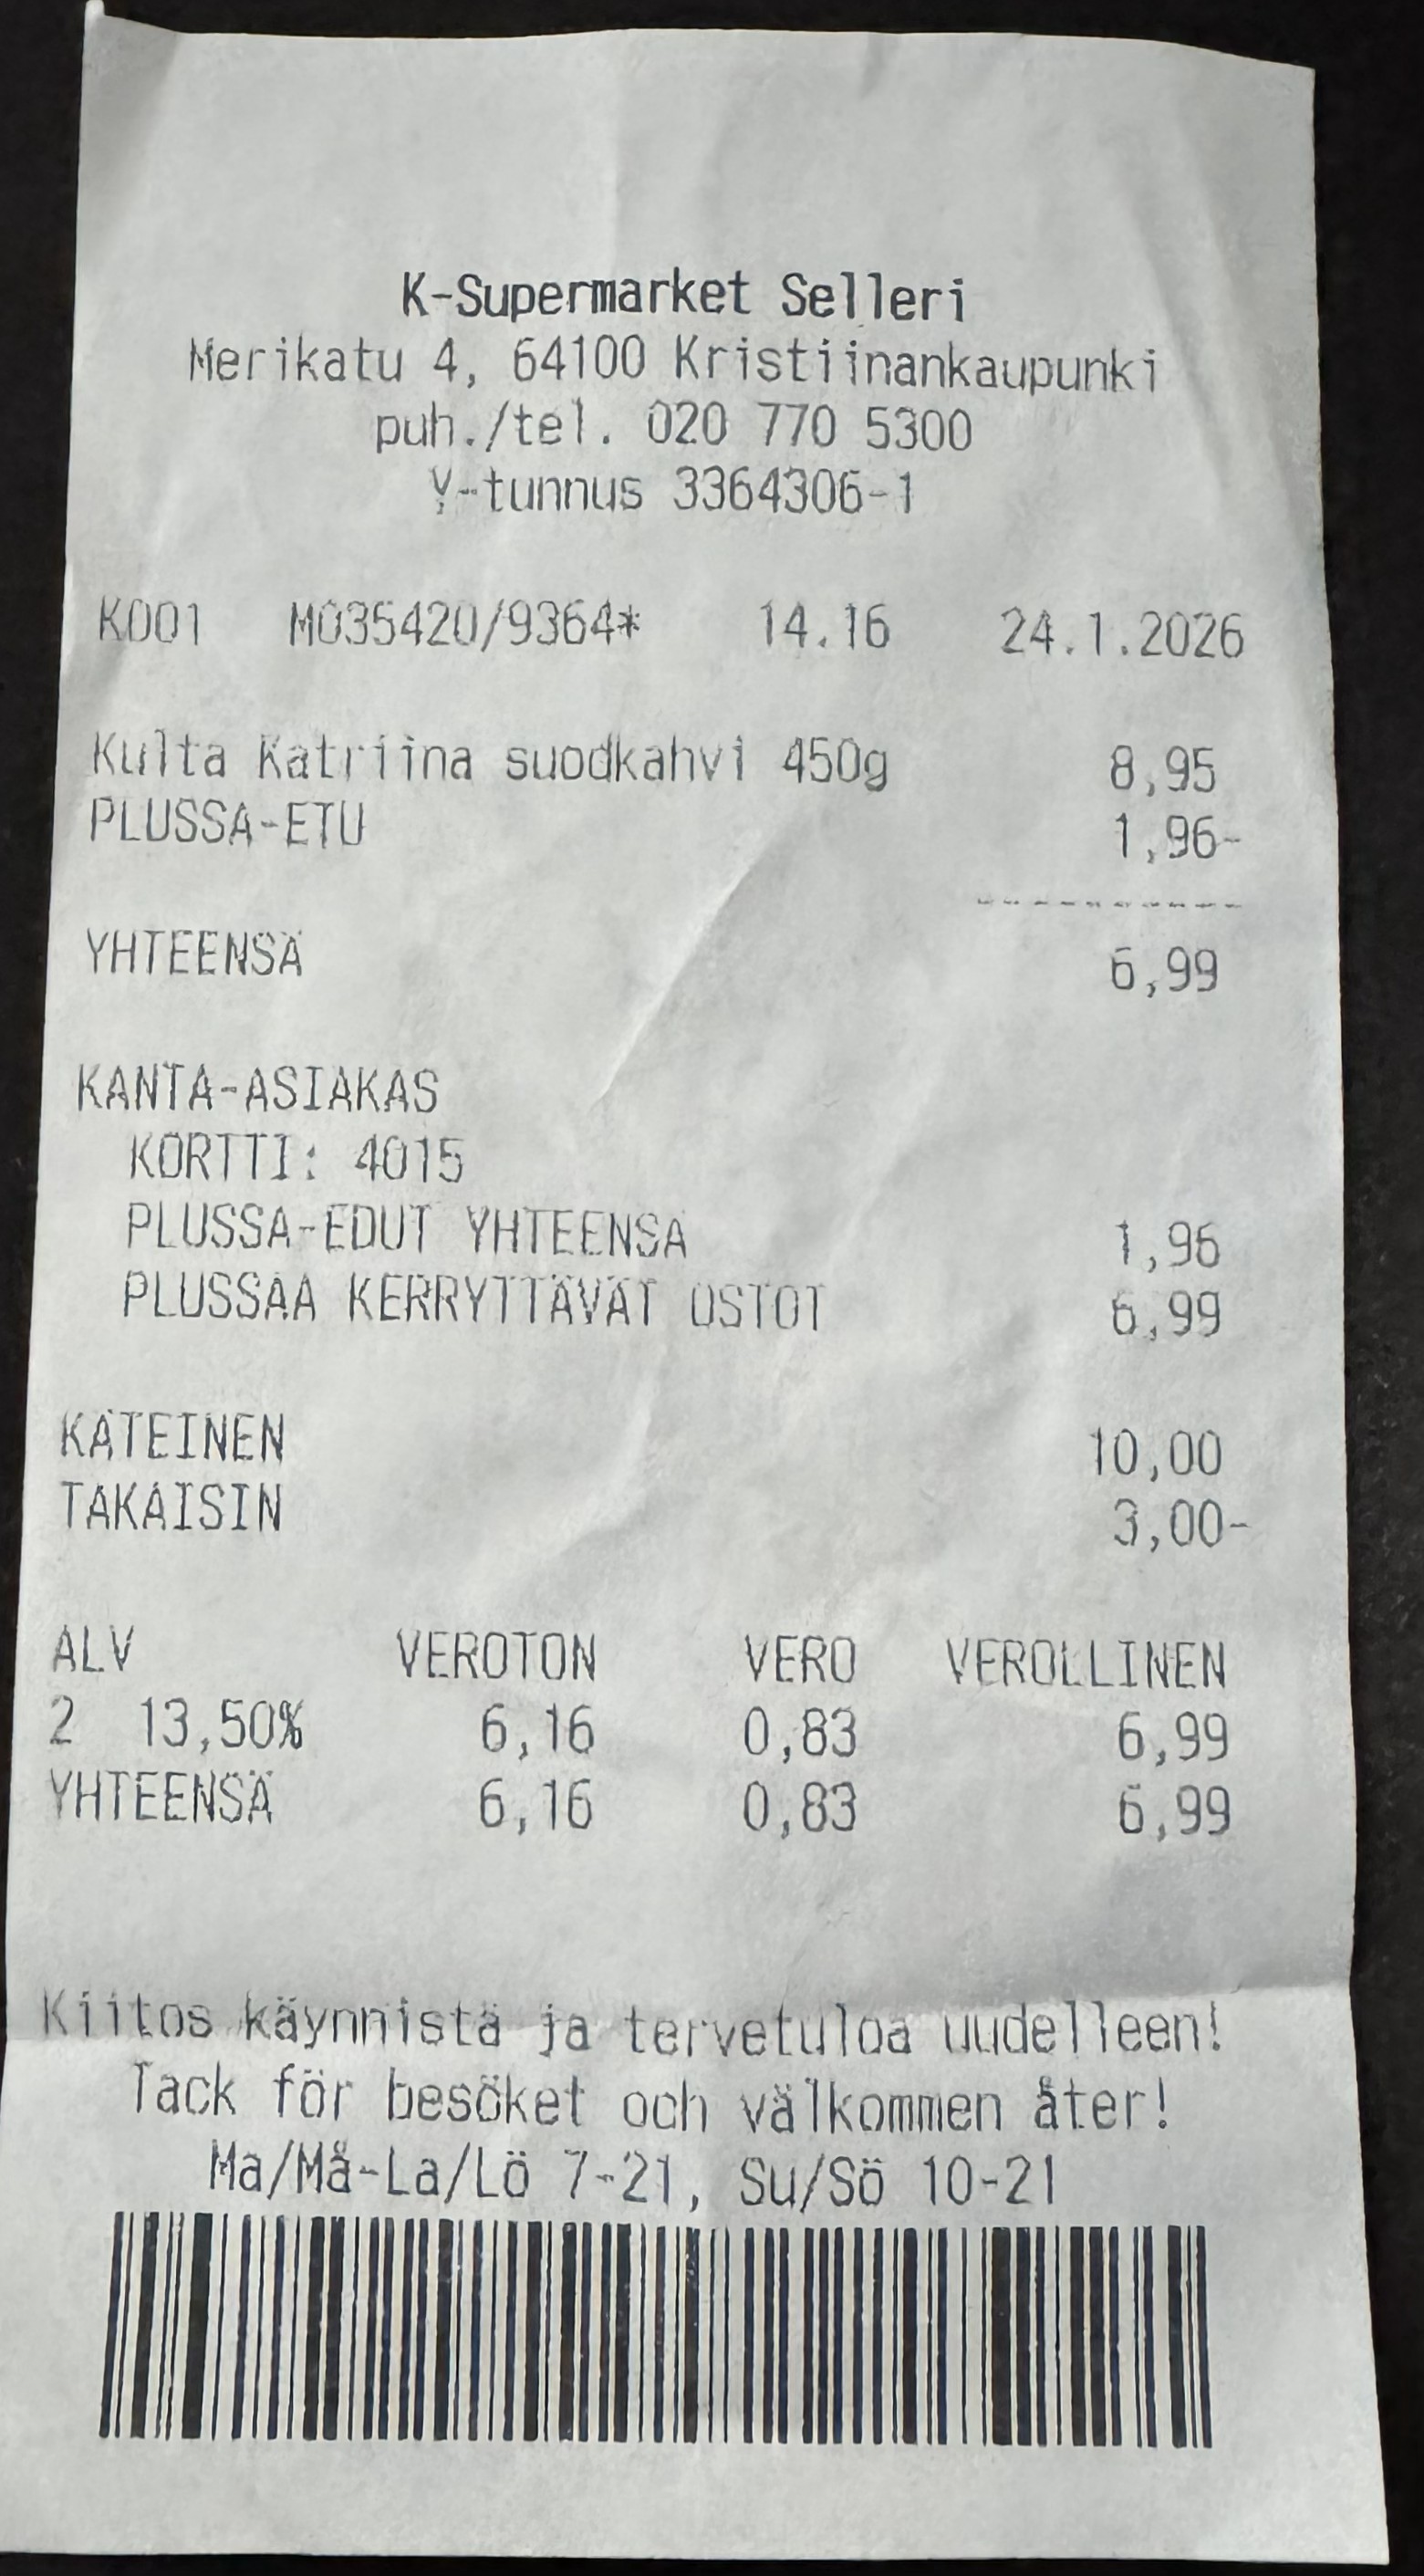 K-Supermarket Selleri
Merikatu 4, 64100 Kristiinankaupunki
puh./tel. 020 770 5300
Y-tunnus 3364306-1
K001 M035420/9364* 14.16 24.1.2026
Kulta Katriina suodkahvi 450g 8,95
PLUSSA-ETU 1,96-
----------
YHTEENSÄ 6,99
KANTA-ASIAKAS
KORTTI: 4015
PLUSSA-EDUT YHTEENSÄ 1,96
PLUSSAA KERRYTTÄVÄT OSTOT 6,99
KÄTEINEN 10,00
TAKAISIN 3,00-
ALV VEROTON VERO VEROLLINEN
2 13,50% 6,16 0,83 6,99
YHTEENSÄ 6,16 0,83 6,99
Kiitos käynnistä ja tervetuloa uudelleen!
Tack för besöket och välkommen åter!
Ma/Må-La/Lö 7-21, Su/Sö 10-21